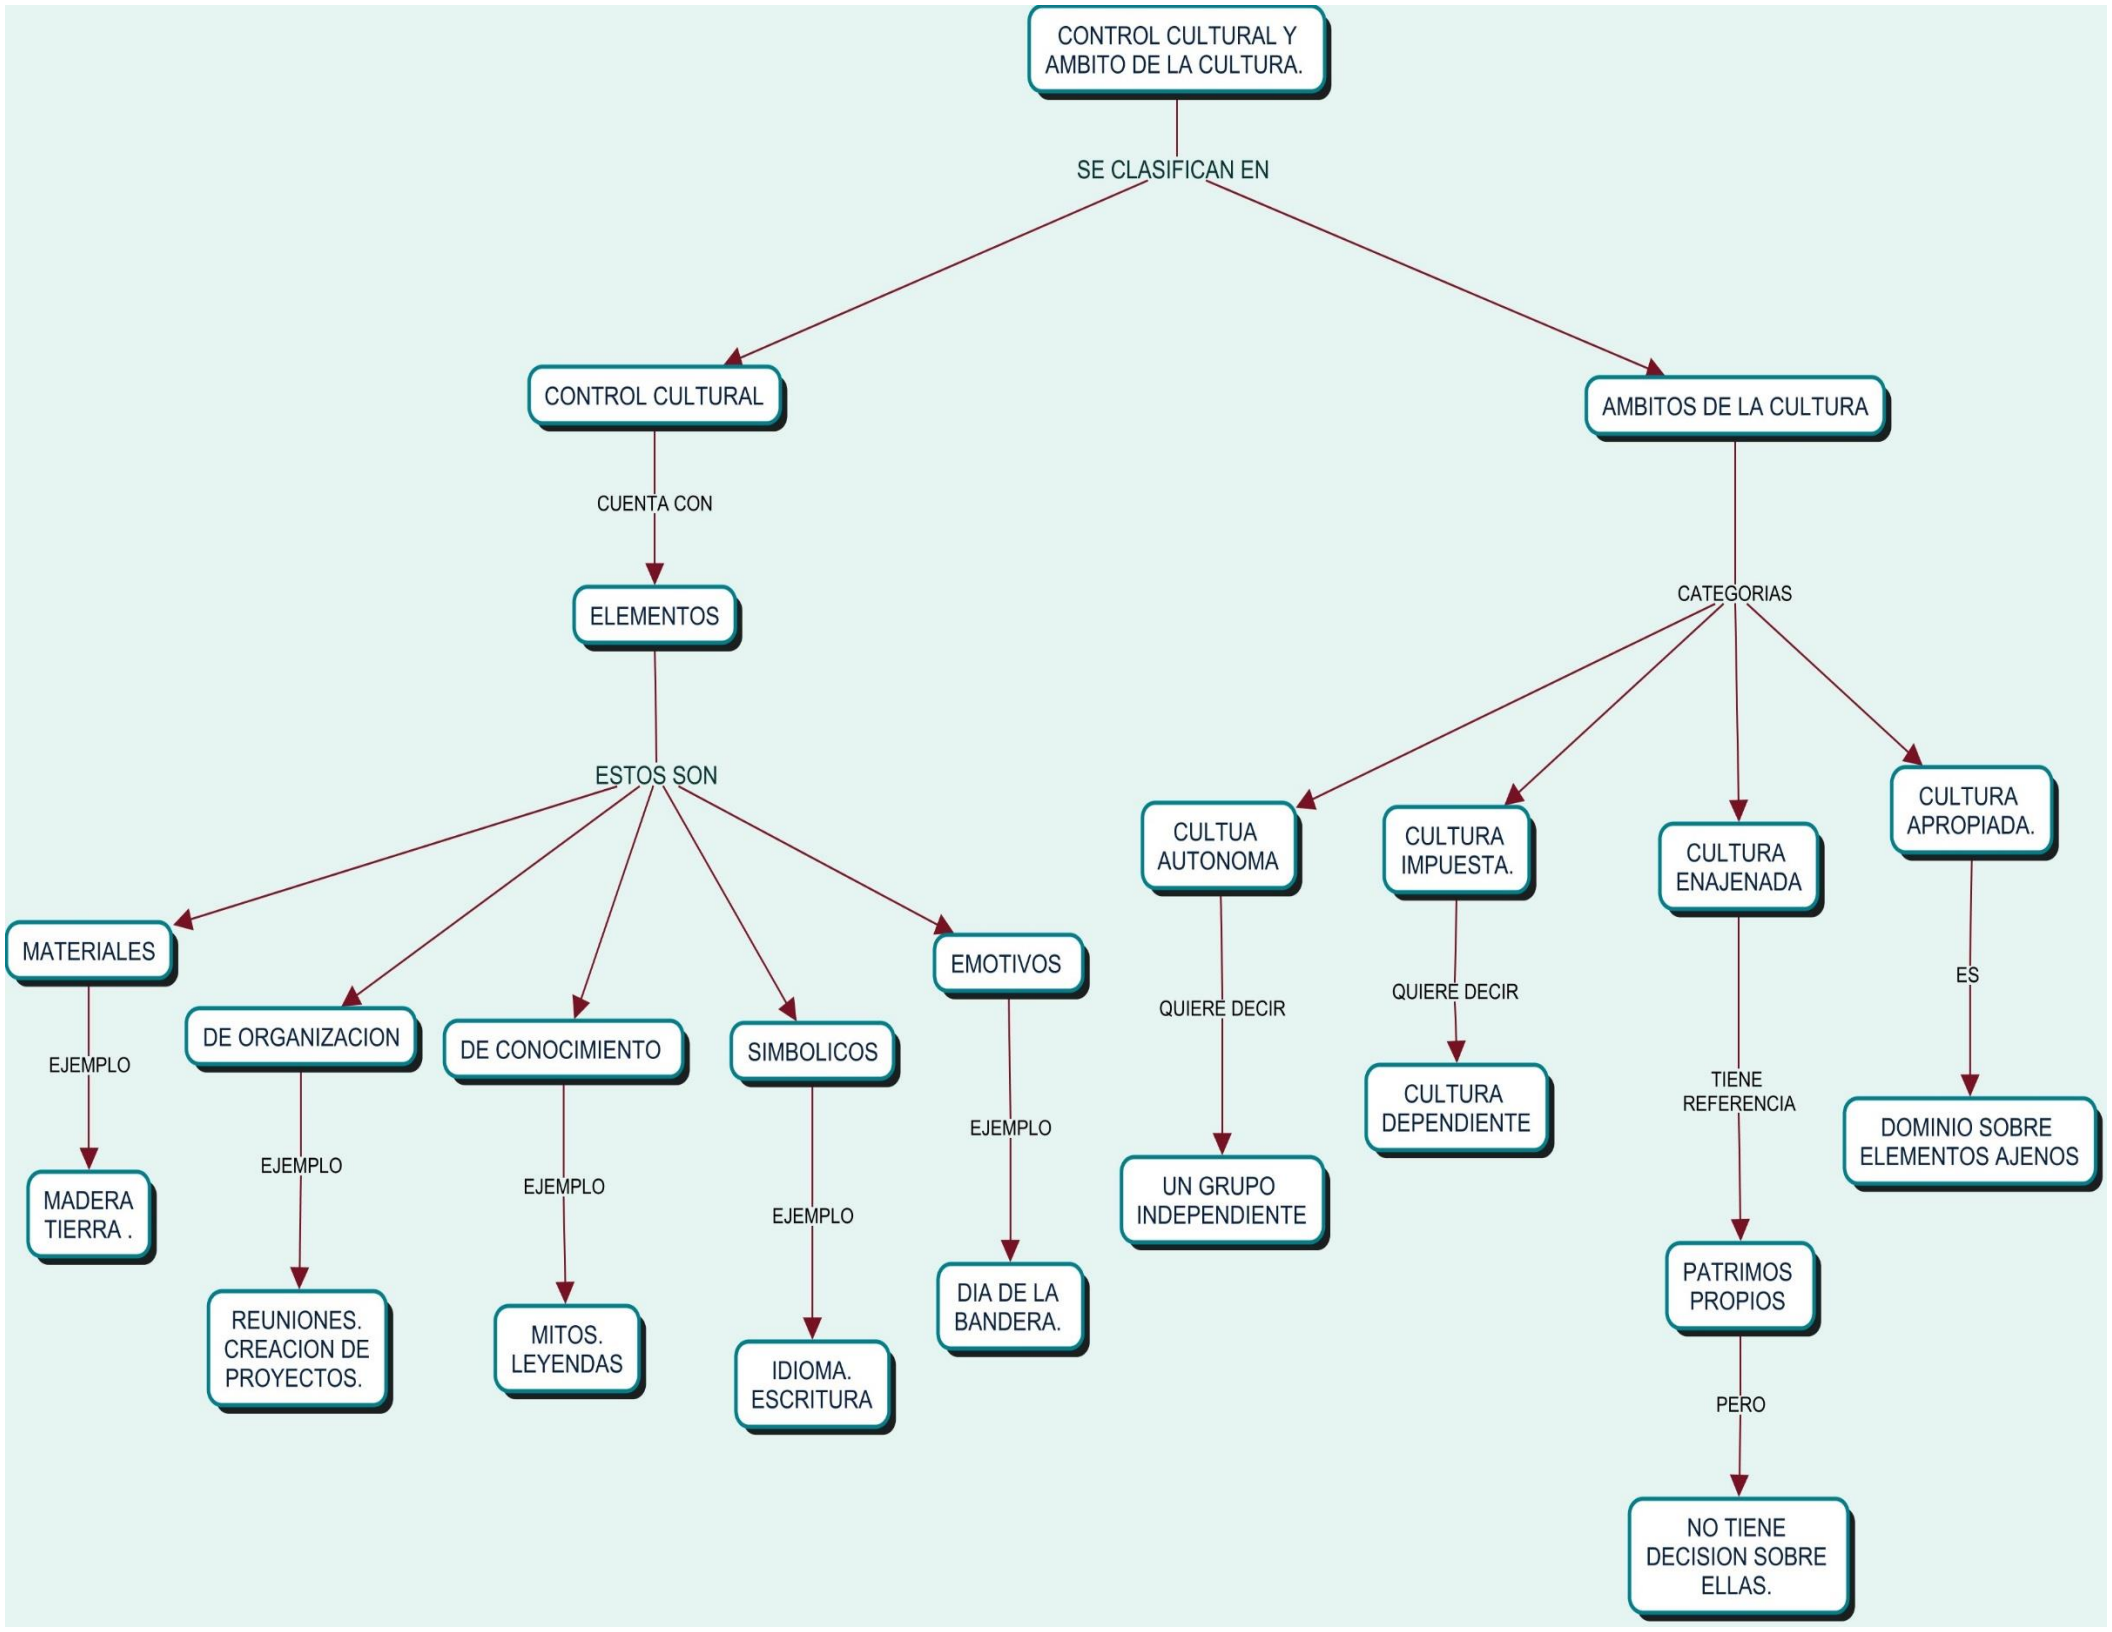 CONTROL CULTURAL Y
AMBITO DE LA CULTURA.
SE CLASIFICAN EN
CONTROL CULTURAL
CUENTA CON
ELEMENTOS
ESTOS SON
MATERIALES
EJEMPLO
MADERA
TIERRA .
DE ORGANIZACION
EJEMPLO
REUNIONES.
CREACION DE
PROYECTOS.
DE CONOCIMIENTO
EJEMPLO
MITOS.
LEYENDAS
SIMBOLICOS
EJEMPLO
IDIOMA.
ESCRITURA
EMOTIVOS
EJEMPLO
DIA DE LA
BANDERA.
AMBITOS DE LA CULTURA
CATEGORIAS
CULTUA
AUTONOMA
QUIERE DECIR
UN GRUPO
INDEPENDIENTE
CULTURA
IMPUESTA.
QUIERE DECIR
CULTURA
DEPENDIENTE
CULTURA
ENAJENADA
TIENE
REFERENCIA
PATRIMOS
PROPIOS
PERO
NO TIENE
DECISION SOBRE
ELLAS.
CULTURA
APROPIADA.
ES
DOMINIO SOBRE
ELEMENTOS AJENOS